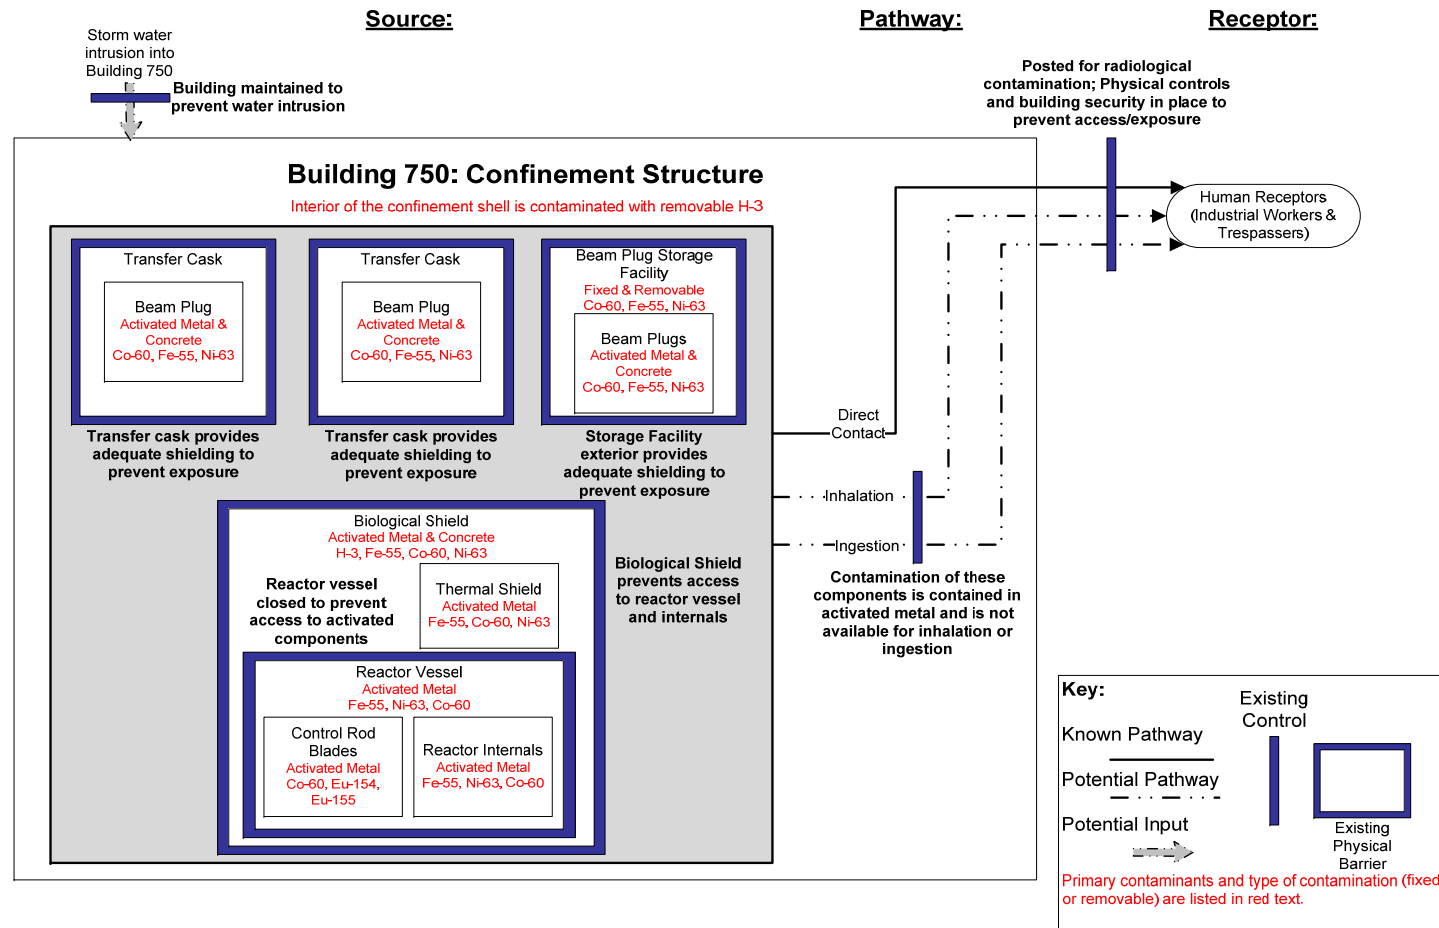 Source:
Pathway:
Receptor:
Storm water
intrusion into
Building 750
Building maintained to
prevent water intrusion
Posted for radiological
contamination; Physical controls
and building security in place to
prevent access/exposure
Building 750: Confinement Structure
Interior of the confinement shell is contaminated with removable H-3
Human Receptors
(Industrial Workers &
Trespassers)
Transfer Cask
Beam Plug
Activated Metal &
Concrete
Co-60, Fe-55, Ni-63
Transfer cask provides
adequate shielding to
prevent exposure
Transfer Cask
Beam Plug
Activated Metal &
Concrete
Co-60, Fe-55, Ni-63
Transfer cask provides
adequate shielding to
prevent exposure
Beam Plug Storage
Facility
Fixed & Removable
Co-60, Fe-55, Ni-63
Beam Plugs
Activated Metal &
Concrete
Co-60, Fe-55, Ni-63
Storage Facility
exterior provides
adequate shielding to
prevent exposure
Direct
Contact
Inhalation
Ingestion
Contamination of these
components is contained in
activated metal and is not
available for inhalation or
ingestion
Biological Shield
Activated Metal & Concrete
H-3, Fe-55, Co-60, Ni-63
Biological Shield
prevents access
to reactor vessel
and internals
Reactor vessel
closed to prevent
access to activated
components
Thermal Shield
Activated Metal
Fe-55, Co-60, Ni-63
Reactor Vessel
Activated Metal
Fe-55, Ni-63, Co-60
Control Rod
Blades
Activated Metal
Co-60, Eu-154,
Eu-155
Reactor Internals
Activated Metal
Fe-55, Ni-63, Co-60
Key:
Existing
Control
Known Pathway
Potential Pathway
Potential Input
Existing
Physical
Barrier
Primary contaminants and type of contamination (fixed
or removable) are listed in red text.